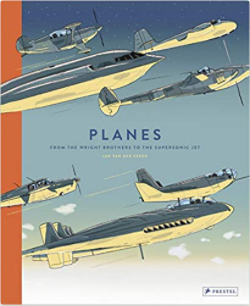 PLANES
FROM THE WRIGHT BROTHERS TO THE SUPERSONIC JET
JAN VAN DER VEKEN
PRESTEL